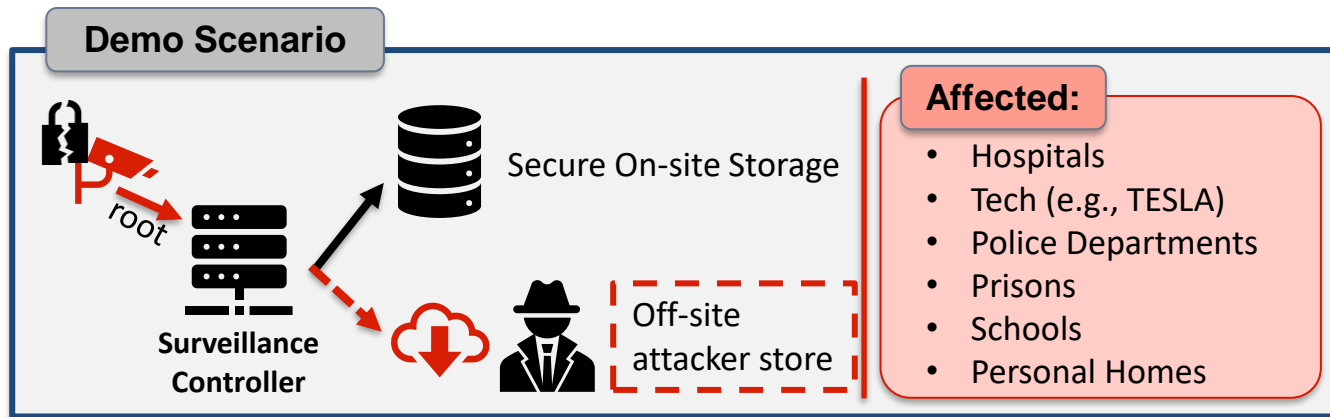 Demo Scenario
root
Surveillance
Controller
Secure On-site Storage
Off-site
attacker store
Affected:
• Hospitals
• Tech (e.g., TESLA)
• Police Departments
• Prisons
• Schools
• Personal Homes